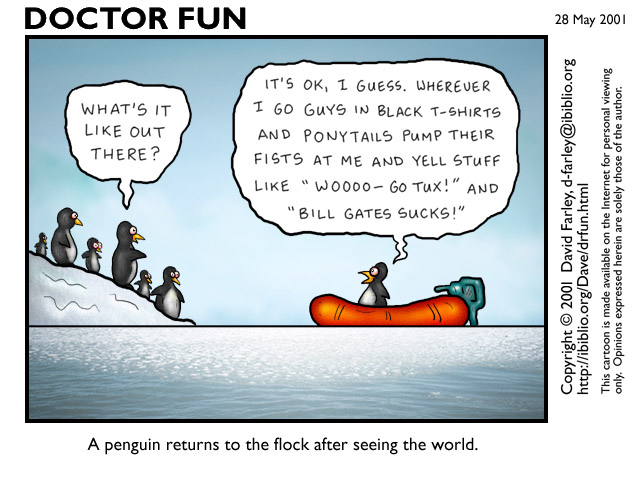 DOCTOR FUN
28 May 2001
WHAT'S IT
LIKE OUT
THERE?
IT'S OK, I GUESS. WHEREVER
I GO GUYS IN BLACK T-SHIRTS
AND PONYTAILS PUMP THEIR
FISTS AT ME AND YELL STUFF
LIKE "WOOOO- GO TUX!" AND
"BILL GATES SUCKS!"
A penguin returns to the flock after seeing the world.
Copyright © 2001 David Farley, d-farley@ibiblio.org
http://ibiblio.org/Dave/drfun.html
This cartoon is made available on the Internet for personal viewing
only. Opinions expressed herein are solely those of the author.